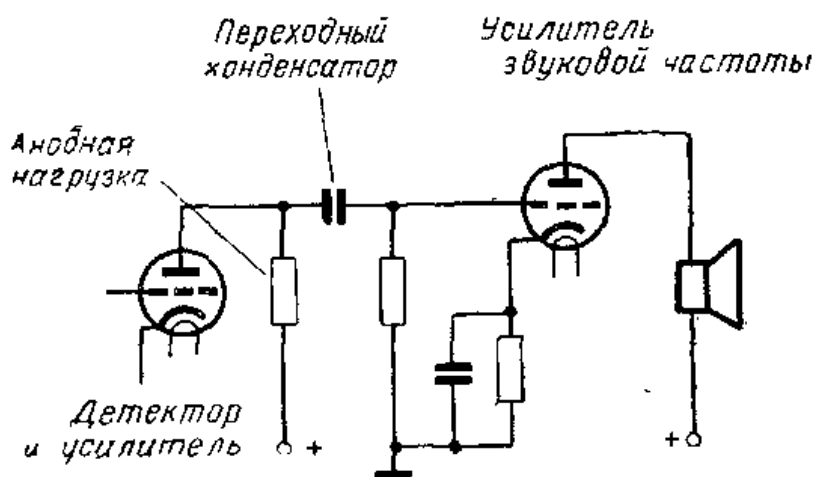 Переходный
конденсатор
Усилитель
звуковой частоты
Анодная
нагрузка
Детектор
и усилитель
+
+